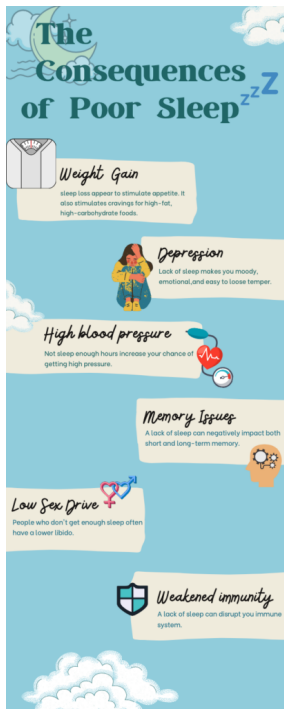 The
Consequences
of Poor Sleep
zzz
Weight Gain
sleep loss appear to stimulate appetite. It
also stimulates cravings for high-fat,
high-carbohydrate foods.
Depression
Lack of sleep makes you moody,
emotional,and easy to loose temper.
High blood pressure
Not sleep enough hours increase your chance of
getting high pressure.
Memory Issues
A lack of sleep can negatively impact both
short and long-term memory.
Low Sex Drive
People who don't get enough sleep often
have a lower libido.
Weakened immunity
A lack of sleep can disrupt you immune
system.